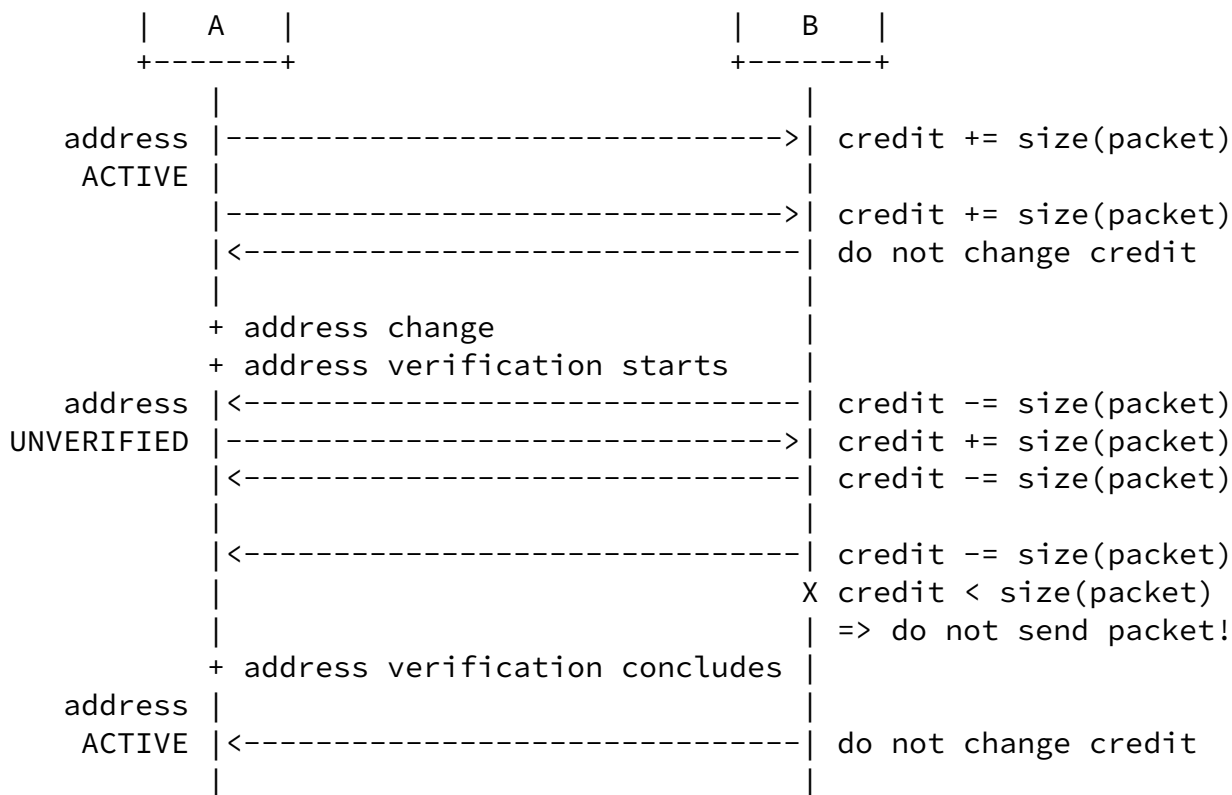 A B
address credit += size(packet)
ACTIVE
credit += size(packet)
do not change credit
+ address change
+ address verification starts
address credit -= size(packet)
UNVERIFIED credit += size(packet)
credit -= size(packet)
credit -= size(packet)
X credit < size(packet)
=> do not send packet!
+ address verification concludes
address
ACTIVE do not change credit